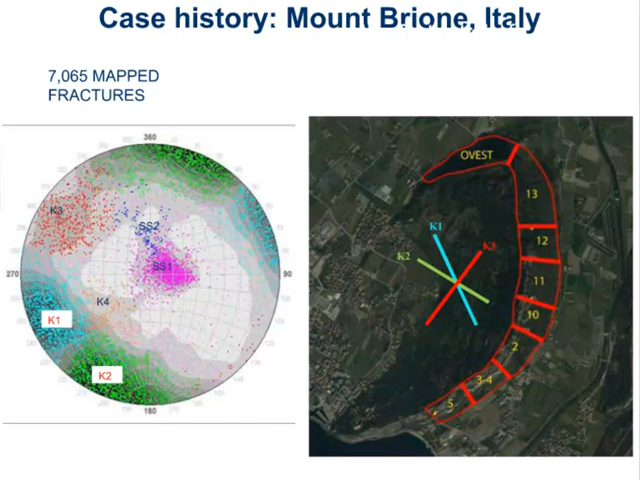 Case history: Mount Brione, Italy
7,065 MAPPED
FRACTURES
360
K3
SS2
SS1
270
90
K4
K1
K2
180
OVEST
13
K1
K3
12
K2
11
10
2
3-4
5